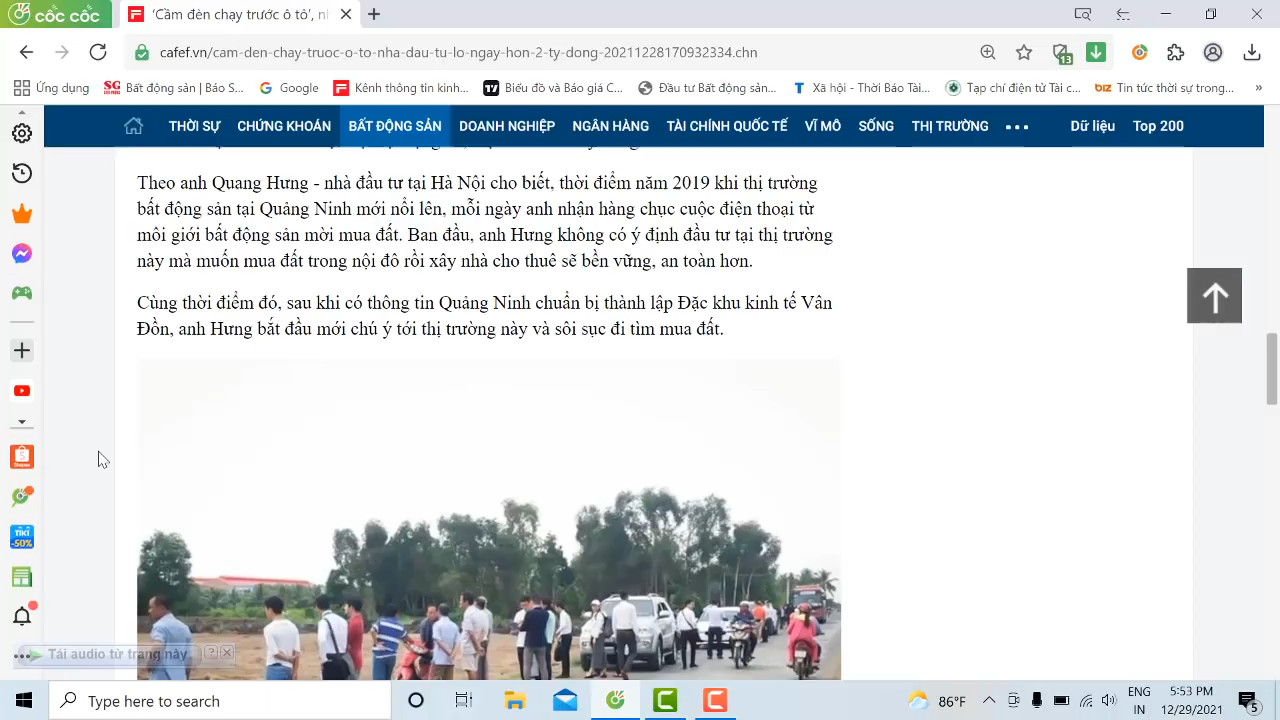 cốc cốc
'Cầm đèn chạy trước ô tô', n
cafef.vn/cam-den-chay-truoc-o-to-nha-dau-tu-lo-ngay-hon-2-ty-dong-20211228170932334.chn
13
Ứng dụng
Bất động sản | Báo S...
Google
Kênh thông tin kinh...
Biểu đồ và Báo giá C...
Đầu tư Bất động sản...
Xã hội - Thời Báo Tài...
Tạp chí điện tử Tài c...
Tin tức thời sự trong...
THỜI SỰ CHỨNG KHOÁN BẤT ĐỘNG SẢN DOANH NGHIỆP NGÂN HÀNG TÀI CHÍNH QUỐC TẾ VĨ MÔ SỐNG THỊ TRƯỜNG ••• Dữ liệu Top 200
Theo anh Quang Hưng - nhà đầu tư tại Hà Nội cho biết, thời điểm năm 2019 khi thị trường
bất động sản tại Quảng Ninh mới nổi lên, mỗi ngày anh nhận hàng chục cuộc điện thoại từ
môi giới bất động sản mời mua đất. Ban đầu, anh Hưng không có ý định đầu tư tại thị trường
này mà muốn mua đất trong nội đô rồi xây nhà cho thuê sẽ bền vững, an toàn hơn.
Cùng thời điểm đó, sau khi có thông tin Quảng Ninh chuẩn bị thành lập Đặc khu kinh tế Vân
Đồn, anh Hưng bắt đầu mới chú ý tới thị trường này và sôi sục đi tìm mua đất.
Shopee
TIKI
-50%
Tải audio từ trang này
Type here to search
86°F
ENG
IN
5:53 PM
12/29/2021
5